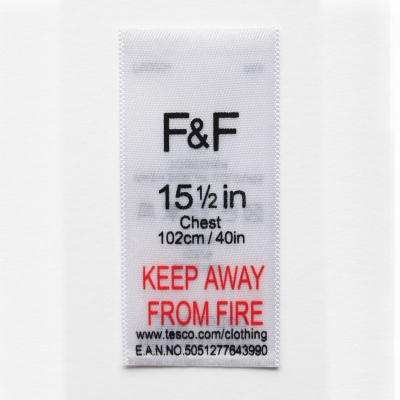 F&F
15½in
Chest
102cm/40in
KEEP AWAY
FROM FIRE
www.tesco.com/clothing
E.A.N.NO.5051277643990